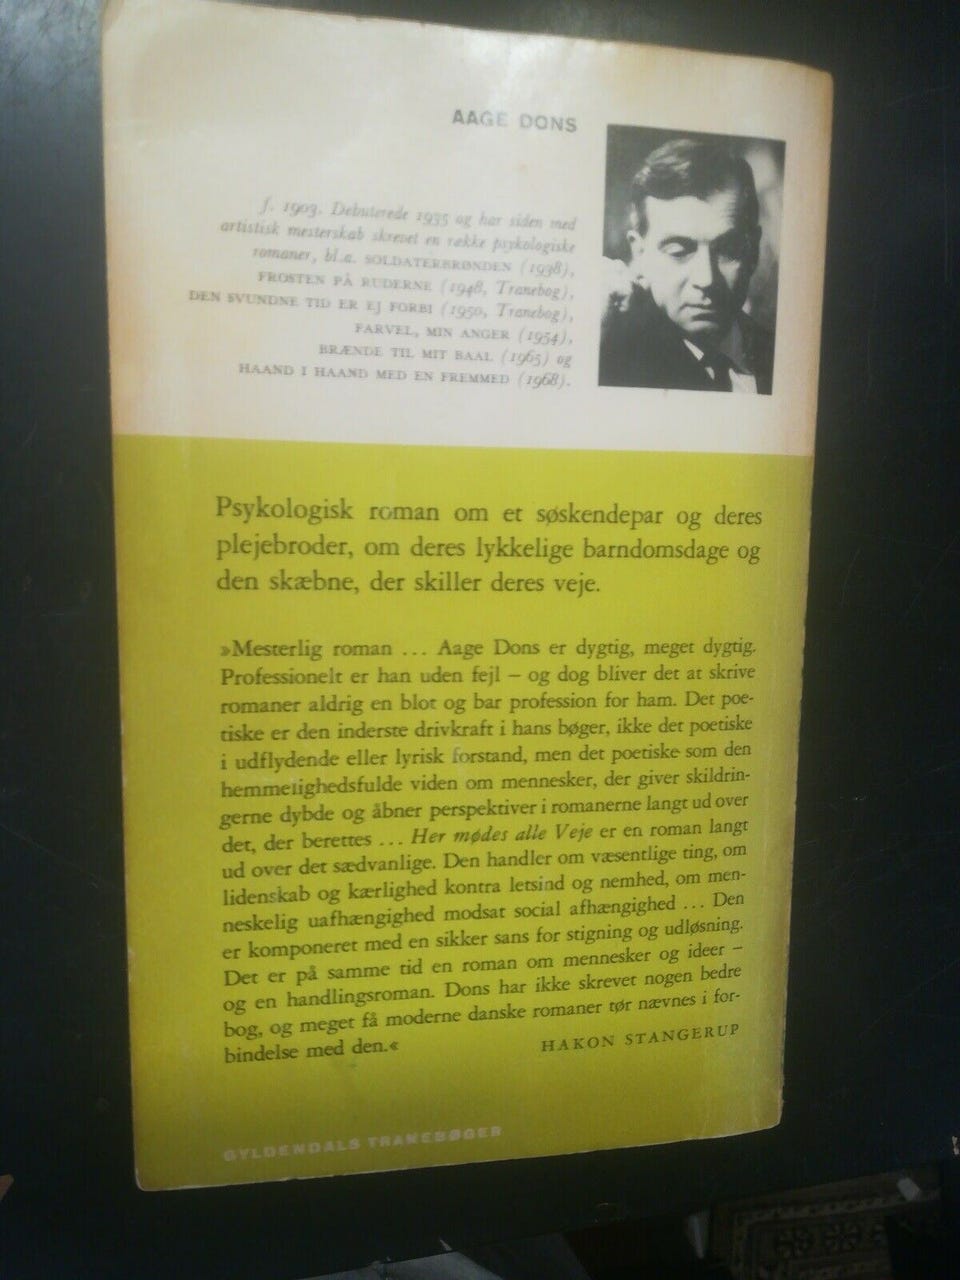 AAGE DONS
f. 1903. Debuterede 1935 og har siden med
artistisk mesterskab skrevet en række psykologiske
romaner, bl.a. SOLDATERBRØNDEN (1938),
FROSTEN PÅ RUDERNE (1948, Tranebog),
DEN SVUNDNE TID ER EJ FORBI (1950, Tranebog),
FARVEL, MIN ANGER (1954),
BRÆNDE TIL MIT BAAL (1965) og
HAAND I HAAND MED EN FREMMED (1968).
Psykologisk roman om et søskendepar og deres
plejebroder, om deres lykkelige barndomsdage og
den skæbne, der skiller deres veje.
»Mesterlig roman ... Aage Dons er dygtig, meget dygtig.
Professionelt er han uden fejl – og dog bliver det at skrive
romaner aldrig en blot og bar profession for ham. Det poe-
tiske er den inderste drivkraft i hans bøger, ikke det poetiske
i udflydende eller lyrisk forstand, men det poetiske som den
hemmelighedsfulde viden om mennesker, der giver skildrin-
gerne dybde og åbner perspektiver i romanerne langt ud over
det, der berettes ... Her mødes alle Veje er en roman langt
ud over det sædvanlige. Den handler om væsentlige ting, om
lidenskab og kærlighed kontra letsind og nemhed, om men-
neskelig uafhængighed modsat social afhængighed ... Den
er komponeret med en sikker sans for stigning og udløsning.
Det er på samme tid en roman om mennesker og ideer –
og en handlingsroman. Dons har ikke skrevet nogen bedre
bog, og meget få moderne danske romaner tør nævnes i for-
bindelse med den.«
HAKON STANGERUP
GYLDENDALS TRANEBØGER